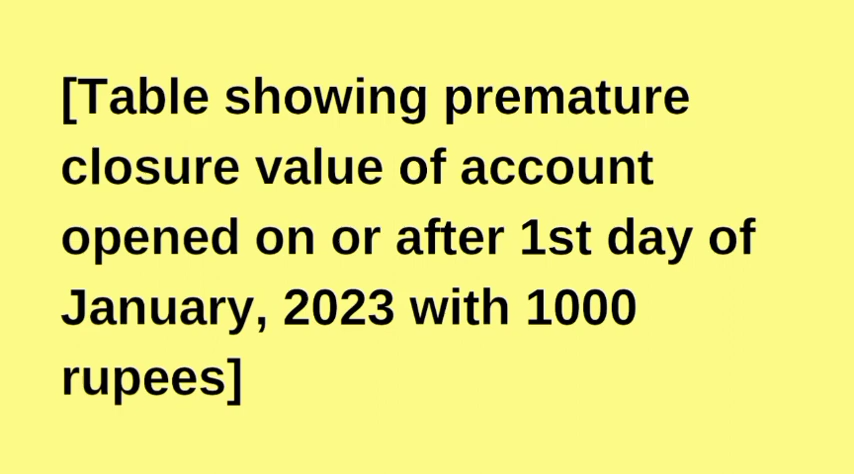 [Table showing premature
closure value of account
opened on or after 1st day of
January, 2023 with 1000
rupees]